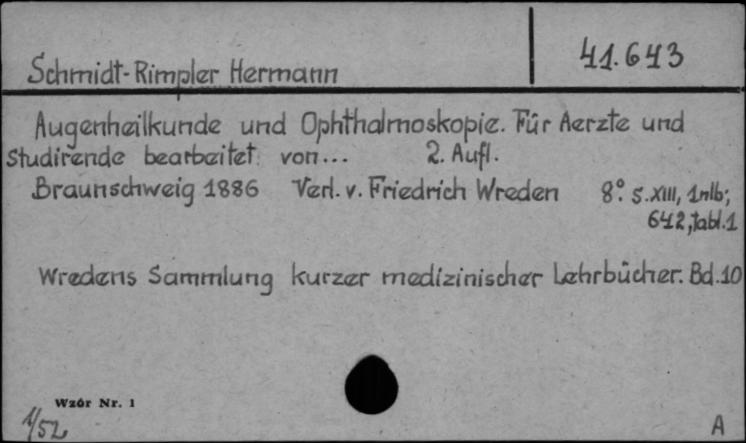 Schmidt-Rimpler Hermann 41.643
Augenheilkunde und Ophthalmoskopie. Für Aerzte und
Studirende bearbeitet von... 2. Aufl.
Braunschweig 1886 Verl. v. Friedrich Wreden 8° s. XIII, 1nlb;
642, tabl. 1
Wredens Sammlung kurzer medizinischer Lehrbücher. Bd. 10
Wzór Nr. 1
1/52 A